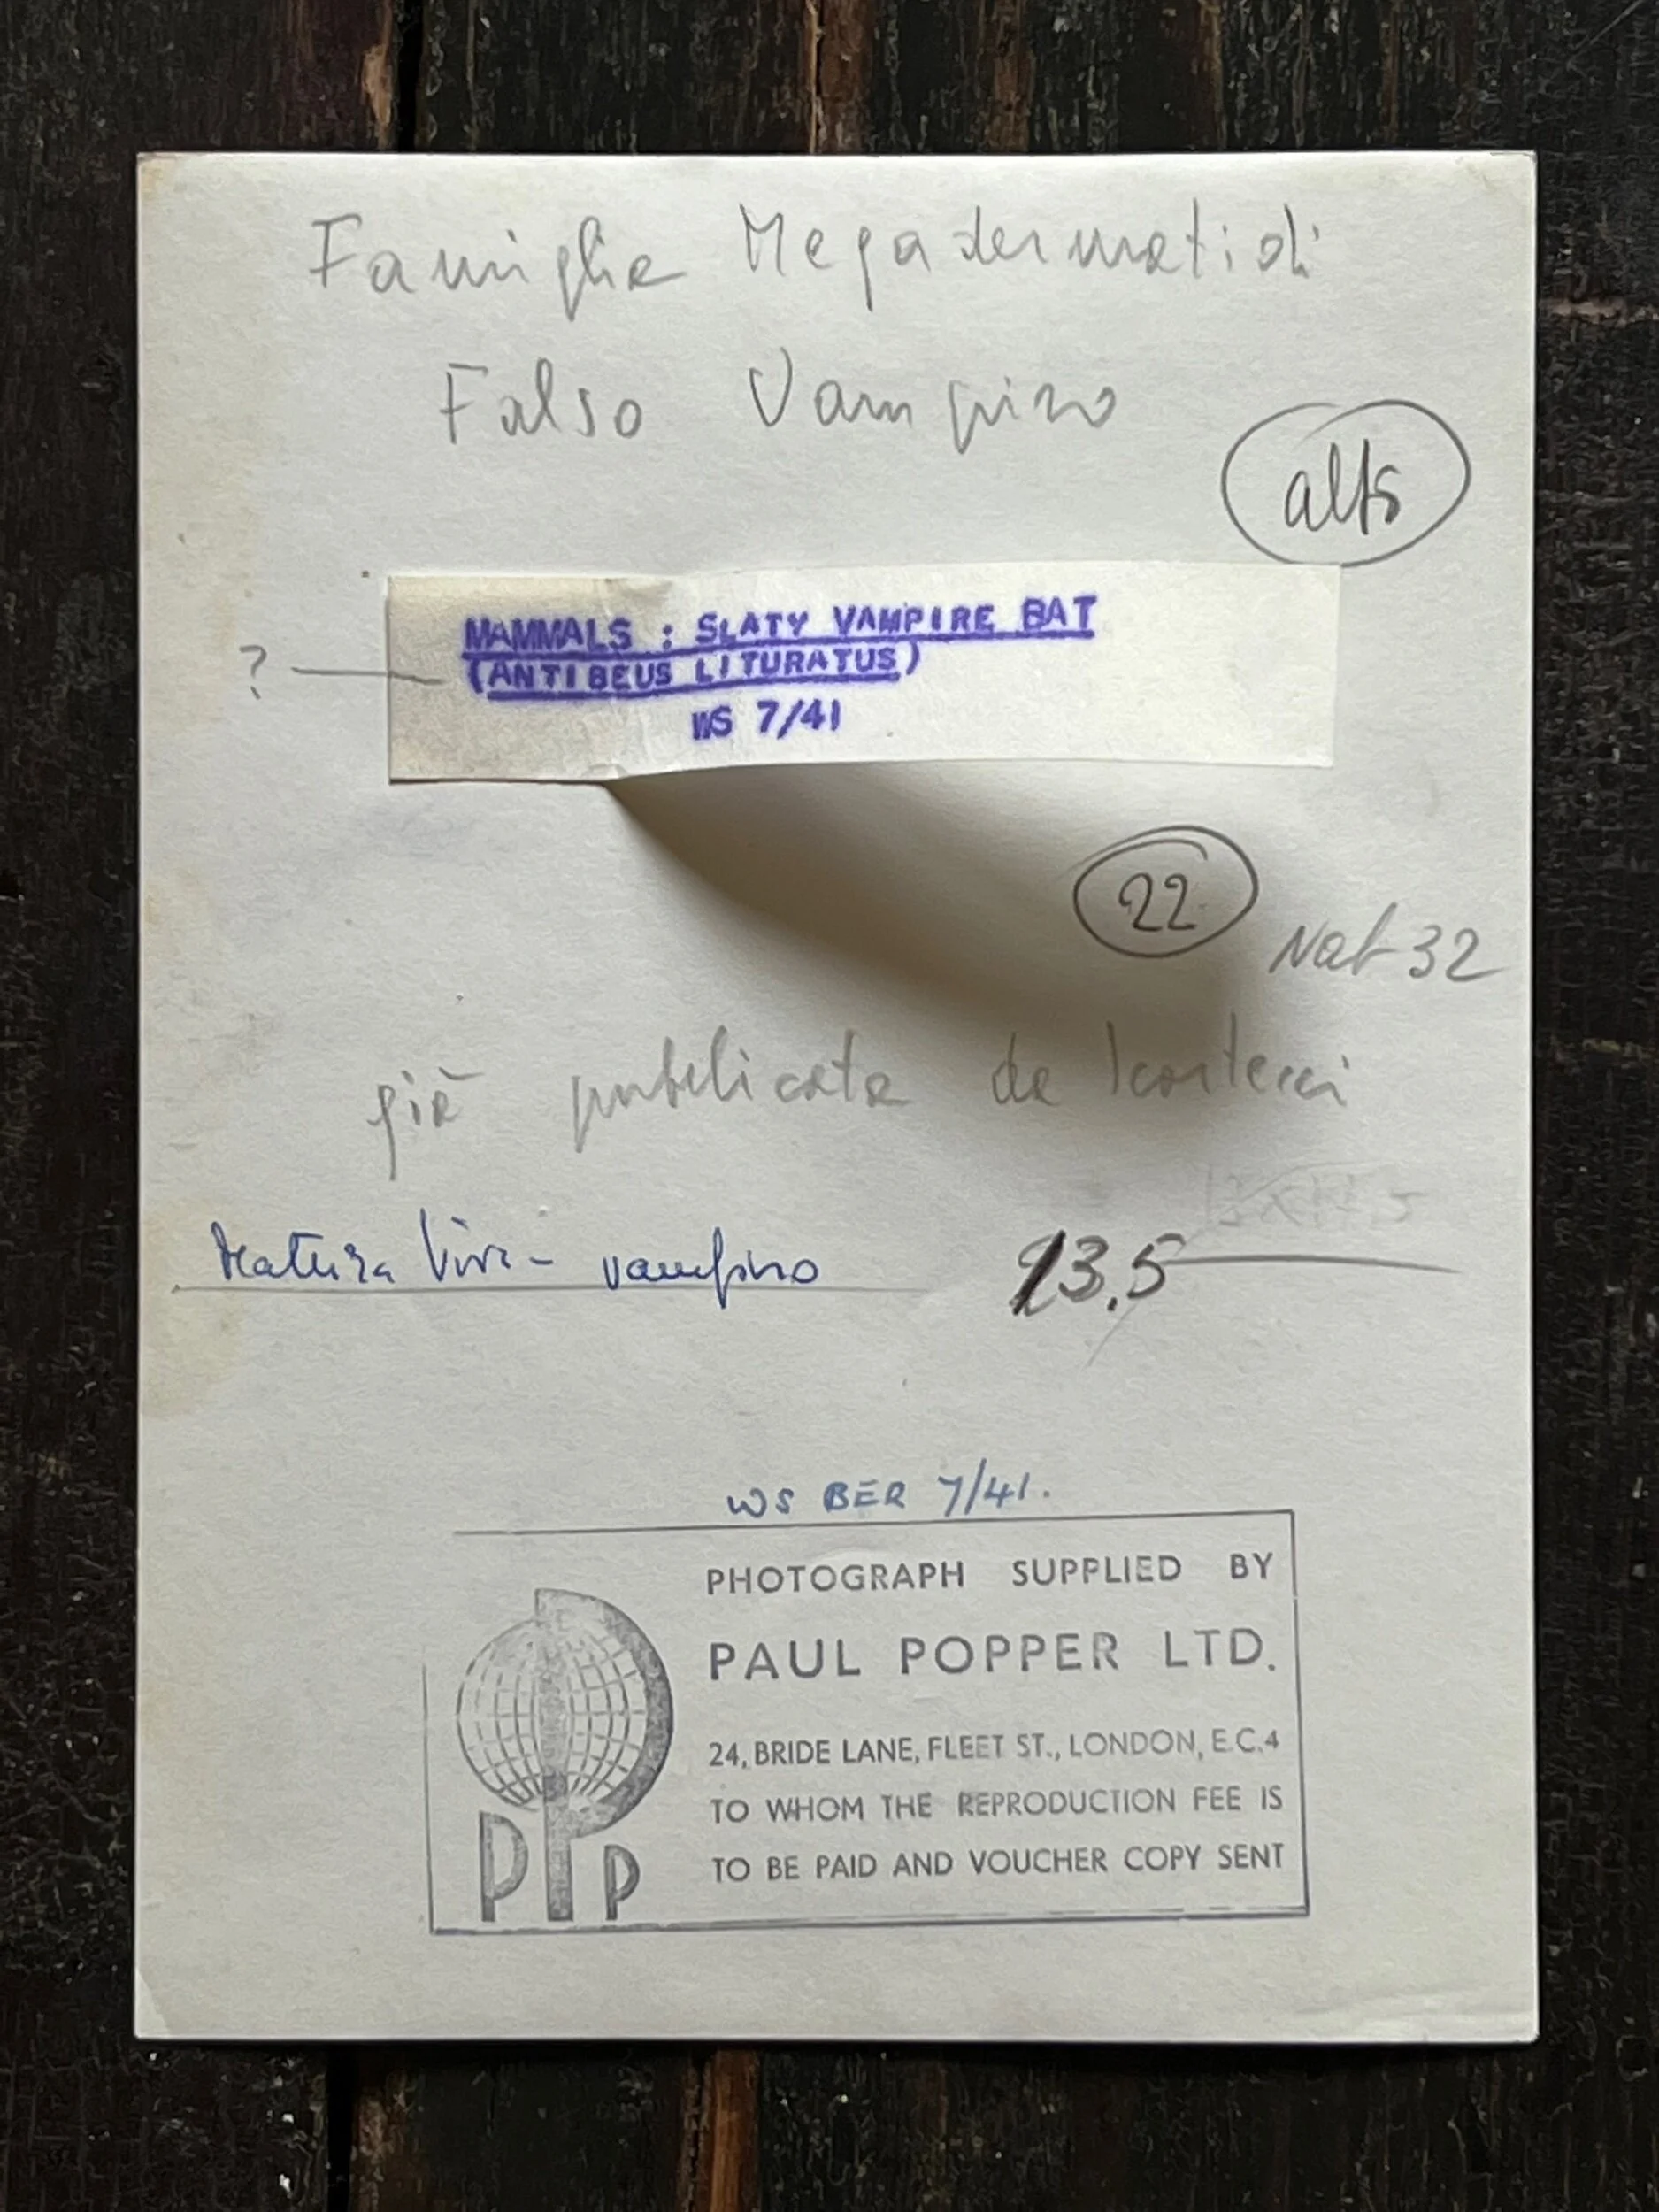 Famiglia Megadermatidi
Falso Vampiro
alto
MAMMALS : SLATY VAMPIRE BAT
(ANTIBEUS LITURATUS)
WS 7/41
?
22
Nat 32
già pubblicata da
Natura Viva - vampiro
13.5
WS BER 7/41.
PHOTOGRAPH SUPPLIED BY
PAUL POPPER LTD.
24, BRIDE LANE, FLEET ST., LONDON, E.C.4
TO WHOM THE REPRODUCTION FEE IS
TO BE PAID AND VOUCHER COPY SENT
PPP